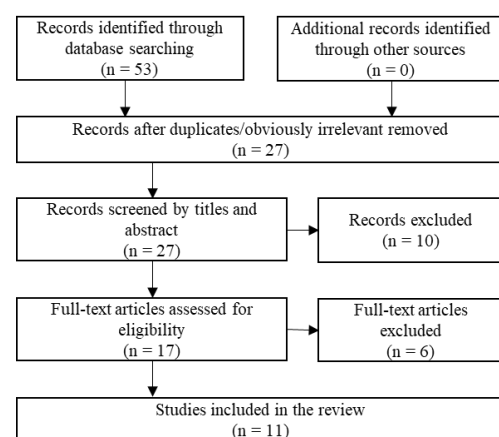 Records identified through
database searching
(n = 53)
Additional records identified
through other sources
(n = 0)
Records after duplicates/obviously irrelevant removed
(n = 27)
Records screened by titles and
abstract
(n = 27)
Records excluded
(n = 10)
Full-text articles assessed for
eligibility
(n = 17)
Full-text articles
excluded
(n = 6)
Studies included in the review
(n = 11)